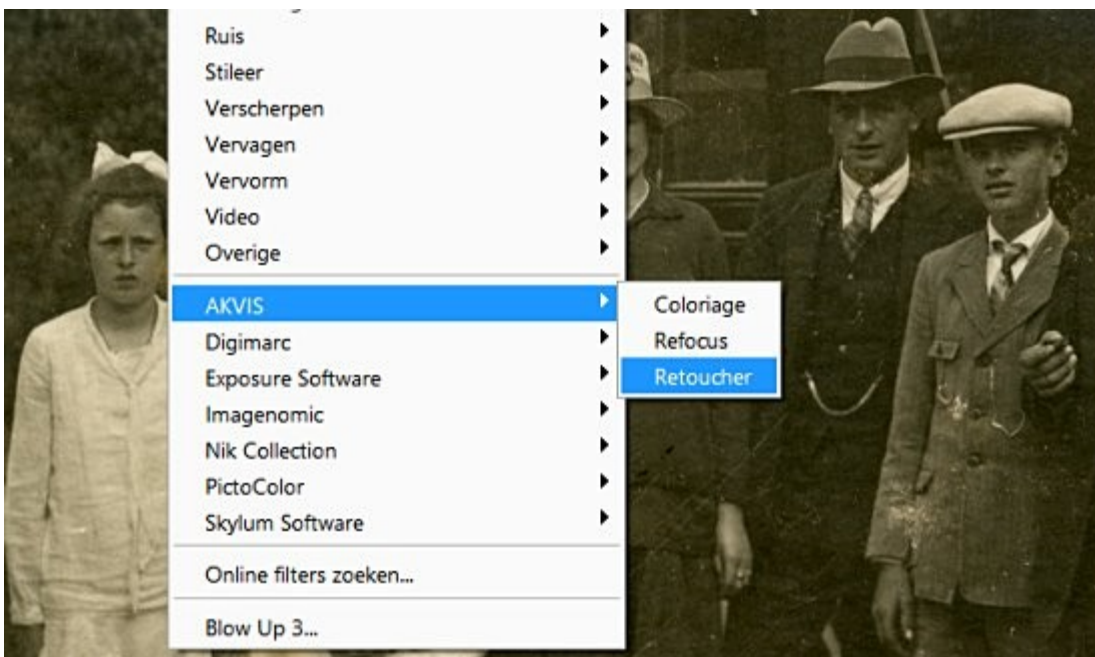 Ruis
Stileer
Verscherpen
Vervagen
Vervorm
Video
Overige
AKVIS
Coloriage
Refocus
Retoucher
Digimarc
Exposure Software
Imagenomic
Nik Collection
PictoColor
Skylum Software
Online filters zoeken...
Blow Up 3...